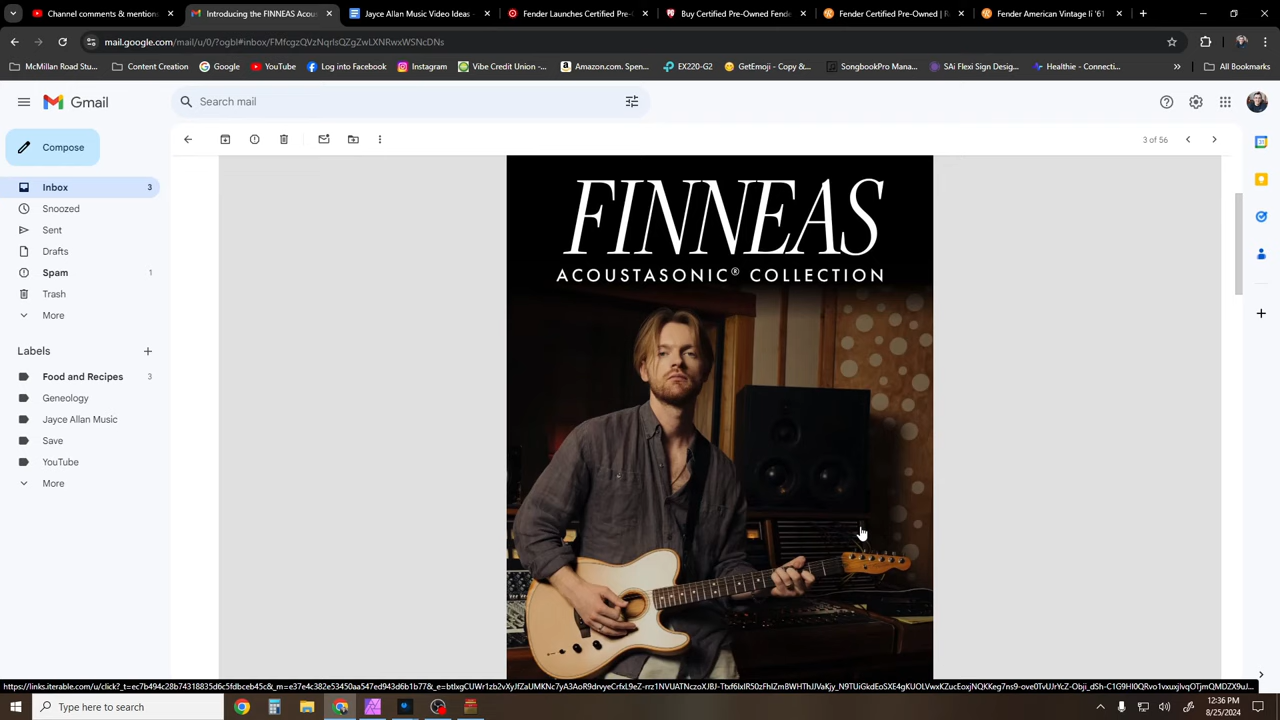 Channel comments & mention
Introducing the FINNEAS Acous
Jayce Allan Music Video Ideas
Fender Launches Certified Pre-
Buy Certified Pre-Owned Fende
Fender Certified Pre-Owned | R
Fender American Vintage Ii '61
mail.google.com/mail/u/0/?ogbl#inbox/FMfcgzQVzNqrlsQZgZwLXNRwxWSNcDNs
McMillan Road Stu...
Content Creation
Google
YouTube
Log into Facebook
Instagram
Vibe Credit Union -...
Amazon.com. Spen...
EX220-G2
GetEmoji - Copy &...
SongbookPro Mana...
SAi Flexi Sign Desig...
Healthie - Connecti...
All Bookmarks
Gmail
Search mail
Compose
3 of 56
Inbox 3
Snoozed
Sent
Drafts
Spam 1
Trash
More
Labels
Food and Recipes 3
Geneology
Jayce Allan Music
Save
YouTube
More
FINNEAS
ACOUSTASONIC® COLLECTION
Type here to search
12:36 PM
8/25/2024